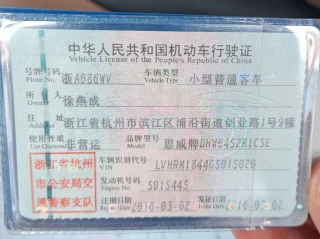 中华人民共和国机动车行驶证
Vehicle License of the People's Republic of China
号牌号码 浙A086WV 车辆类型 小型普通客车
Plate No. Vehicle Type
所有人 徐燕成
Owner
住址 浙江省杭州市滨江区浦沿街道创业路1号9幢
Address
使用性质 非营运 品牌型号 思威牌DHW6452R1CSE
Use Character Model
浙江省杭州
市公安局交
通警察支队
车辆识别代号 LVHRM1844G5015020
VIN
发动机号码 5015445
Engine No.
注册日期 2016-03-02 发证日期 2016-03-02
Register Date Issue Date